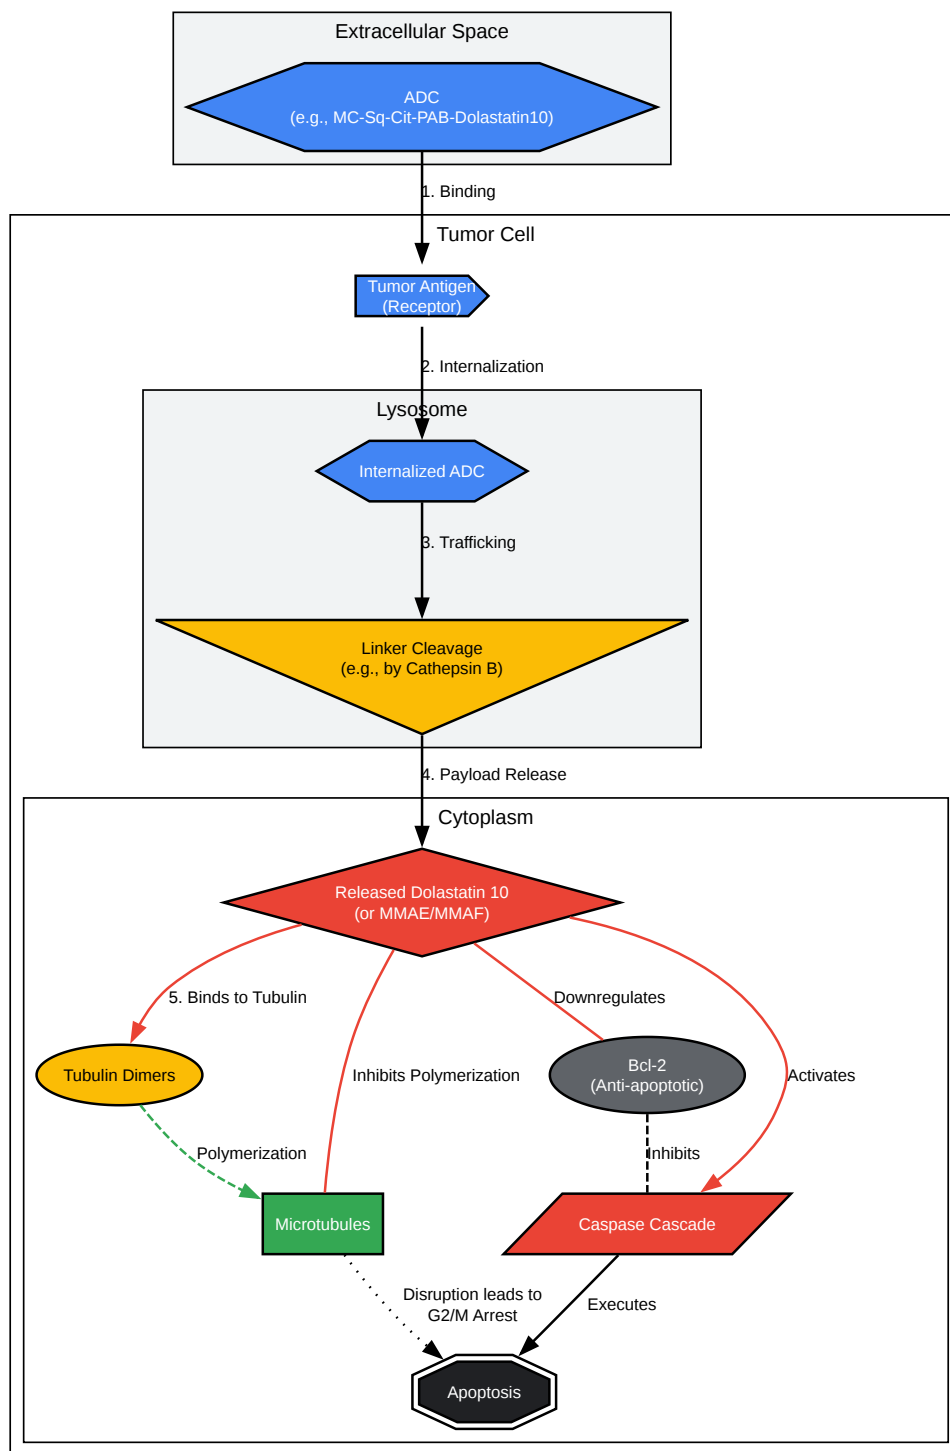 Extracellular Space
ADC
(e.g., MC-Sq-Cit-PAB-Dolastatin10)
1. Binding
Tumor Cell
Tumor Antigen
(Receptor)
2. Internalization
Lysosome
Internalized ADC
3. Trafficking
Linker Cleavage
(e.g., by Cathepsin B)
4. Payload Release
Cytoplasm
Released Dolastatin 10
(or MMAE/MMAF)
5. Binds to Tubulin
Downregulates
Tubulin Dimers
Inhibits Polymerization
Bcl-2
(Anti-apoptotic)
Activates
Polymerization
Inhibits
Microtubules
Caspase Cascade
Disruption leads to
G2/M Arrest
Executes
Apoptosis